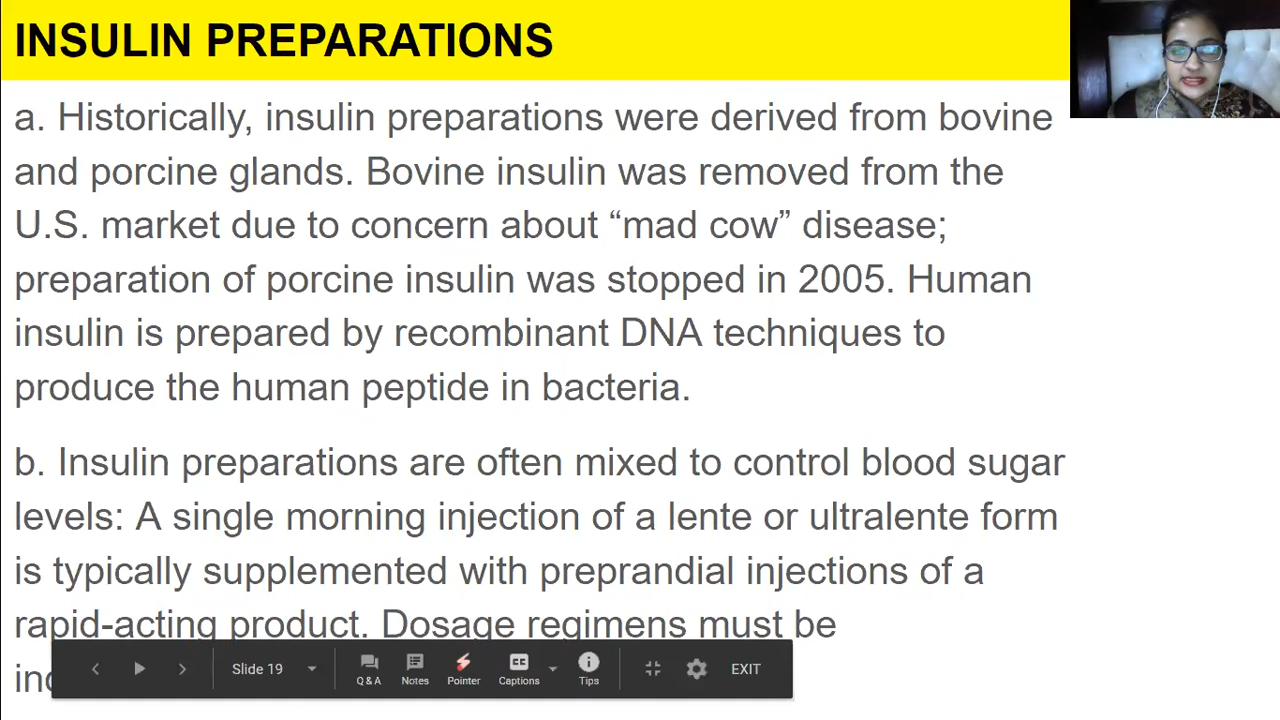 INSULIN PREPARATIONS
a. Historically, insulin preparations were derived from bovine
and porcine glands. Bovine insulin was removed from the
U.S. market due to concern about “mad cow” disease;
preparation of porcine insulin was stopped in 2005. Human
insulin is prepared by recombinant DNA techniques to
produce the human peptide in bacteria.
b. Insulin preparations are often mixed to control blood sugar
levels: A single morning injection of a lente or ultralente form
is typically supplemented with preprandial injections of a
rapid-acting product. Dosage regimens must be
Slide 19 Q & A Notes Pointer CC Captions Tips EXIT